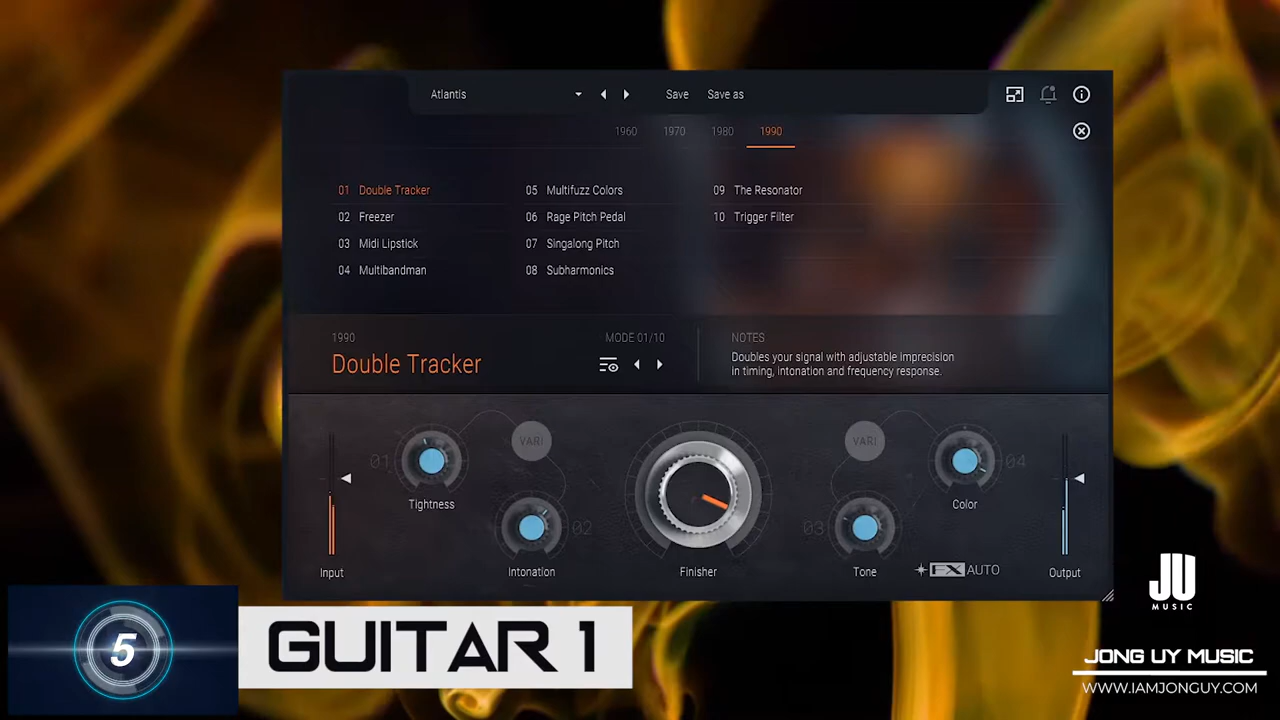 Atlantis
Save
Save as
1960
1970
1980
1990
01 Double Tracker
02 Freezer
03 Midi Lipstick
04 Multibandman
05 Multifuzz Colors
06 Rage Pitch Pedal
07 Singalong Pitch
08 Subharmonics
09 The Resonator
10 Trigger Filter
1990
Double Tracker
MODE 01/10
NOTES
Doubles your signal with adjustable imprecision
in timing, intonation and frequency response.
Input
01
Tightness
VARI
02
Intonation
Finisher
VARI
03
Tone
04
Color
FX AUTO
Output
5
GUITAR 1
JU
MUSIC
JONG UY MUSIC
WWW.IAMJONGUY.COM